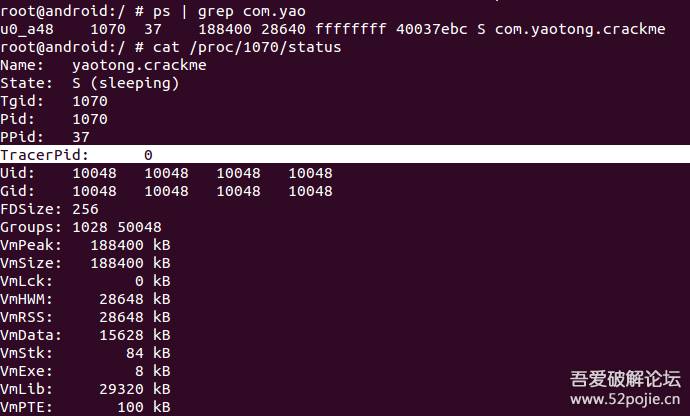 root@android:/ # ps | grep com.yao
u0_a48    1070  37    188400 28640 ffffffff 40037ebc S com.yaotong.crackme
root@android:/ # cat /proc/1070/status
Name:   yaotong.crackme
State:  S (sleeping)
Tgid:   1070
Pid:    1070
PPid:   37
TracerPid:      0
Uid:    10048   10048   10048   10048
Gid:    10048   10048   10048   10048
FDSize: 256
Groups: 1028 50048
VmPeak:   188400 kB
VmSize:   188400 kB
VmLck:         0 kB
VmHWM:     28648 kB
VmRSS:     28648 kB
VmData:    15628 kB
VmStk:        84 kB
VmExe:         8 kB
VmLib:     29320 kB
VmPTE:       100 kB
吾爱破解论坛
www.52pojie.cn